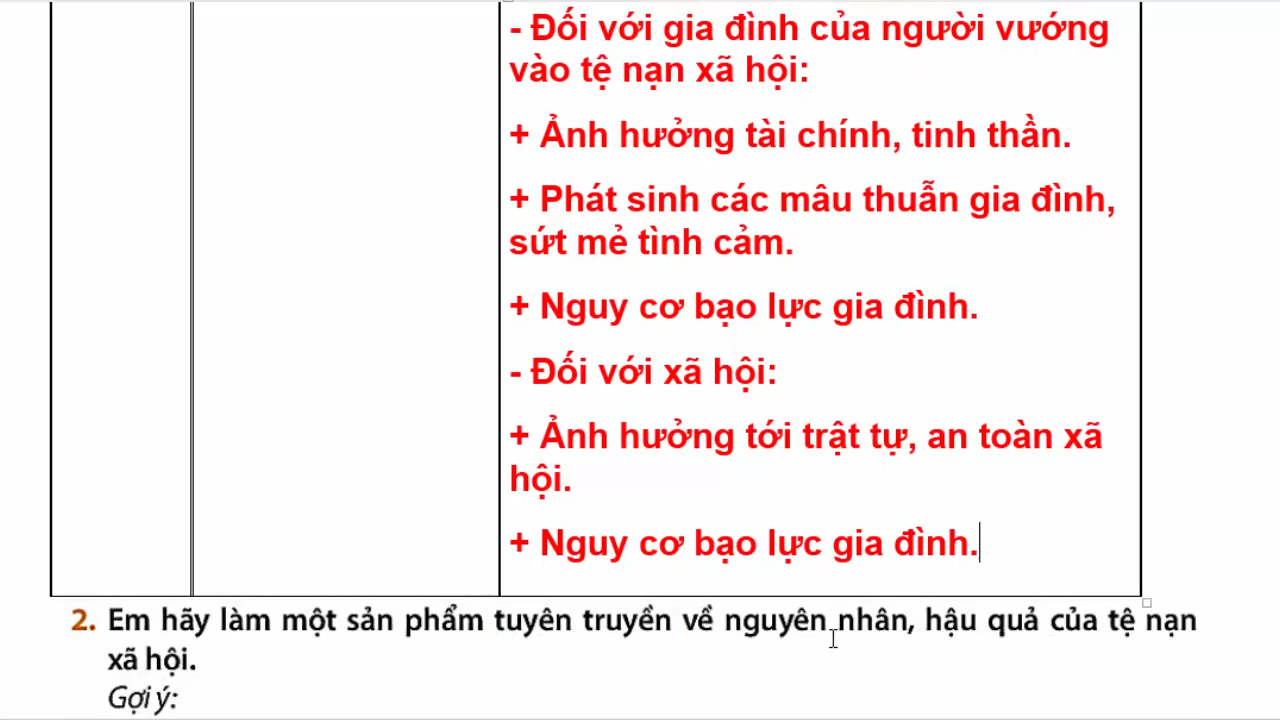 - Đối với gia đình của người vướng
vào tệ nạn xã hội:
+ Ảnh hưởng tài chính, tinh thần.
+ Phát sinh các mâu thuẫn gia đình,
sứt mẻ tình cảm.
+ Nguy cơ bạo lực gia đình.
- Đối với xã hội:
+ Ảnh hưởng tới trật tự, an toàn xã
hội.
+ Nguy cơ bạo lực gia đình.
2. Em hãy làm một sản phẩm tuyên truyền về nguyên nhân, hậu quả của tệ nạn
xã hội.
Gợi ý: